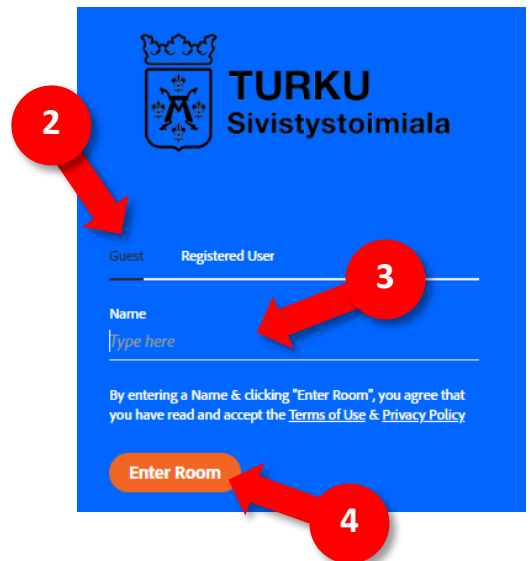 TURKU
Sivistystoimiala
2
Guest Registered User
3
Name
Type here
By entering a Name & clicking "Enter Room", you agree that
you have read and accept the Terms of Use & Privacy Policy
Enter Room
4